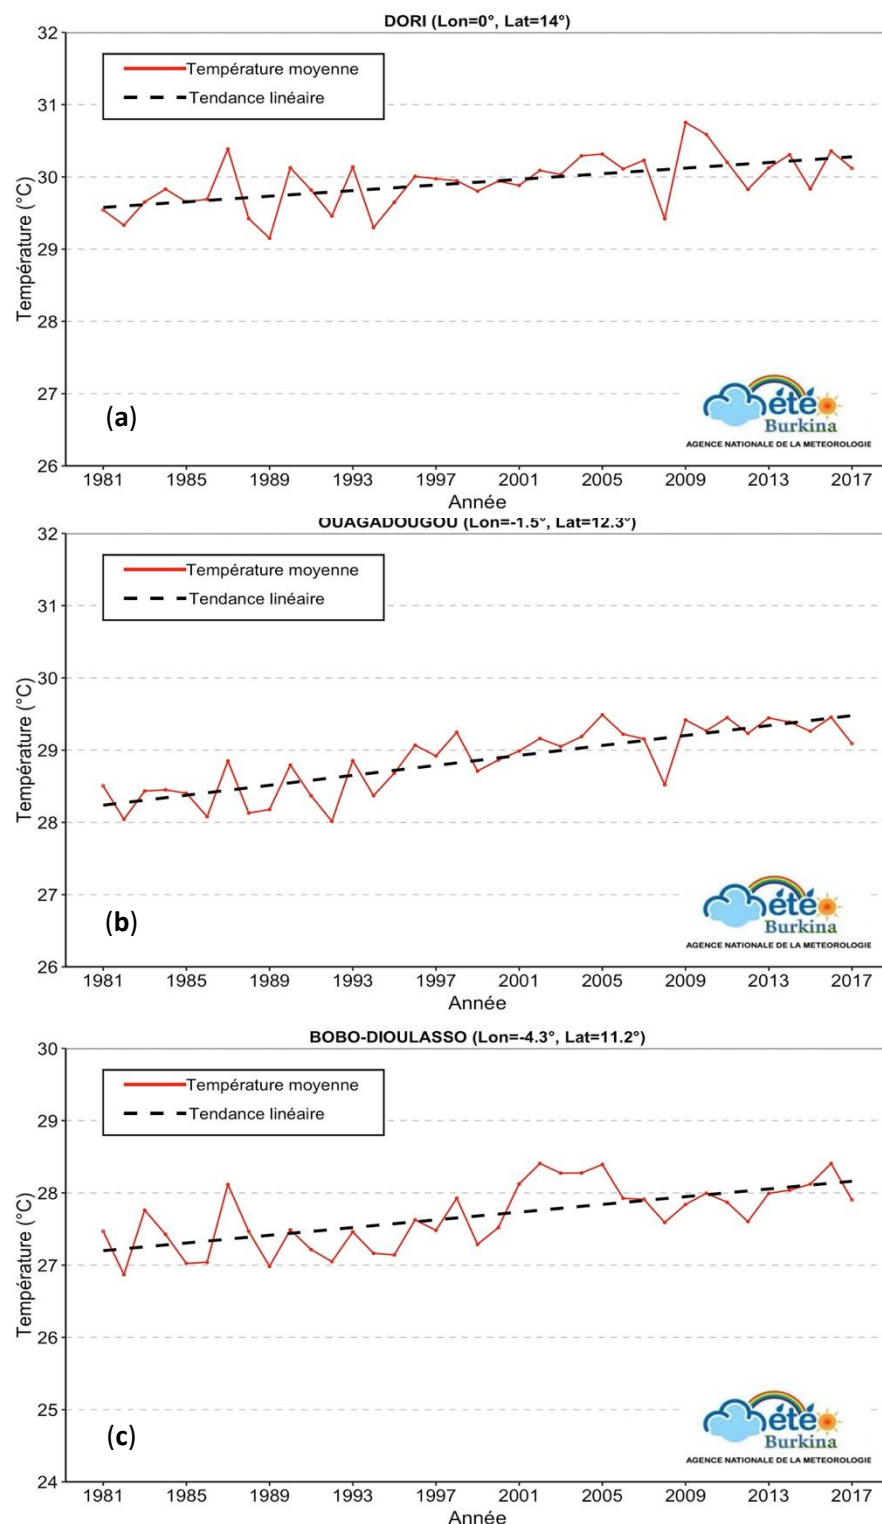 DORI (Lon=0°, Lat=14°)
32
31
30
29
28
27
26
Température (°C)
Température moyenne
Tendance linéaire
(a)
Météo
Burkina
AGENCE NATIONALE DE LA METEOROLOGIE
1981 1985 1989 1993 1997 2001 2005 2009 2013 2017
Année
OUAGADOUGOU (Lon=-1.5°, Lat=12.3°)
32
31
30
29
28
27
26
Température (°C)
Température moyenne
Tendance linéaire
(b)
Météo
Burkina
AGENCE NATIONALE DE LA METEOROLOGIE
1981 1985 1989 1993 1997 2001 2005 2009 2013 2017
Année
BOBO-DIOULASSO (Lon=-4.3°, Lat=11.2°)
30
29
28
27
26
25
24
Température (°C)
Température moyenne
Tendance linéaire
(c)
Météo
Burkina
AGENCE NATIONALE DE LA METEOROLOGIE
1981 1985 1989 1993 1997 2001 2005 2009 2013 2017
Année